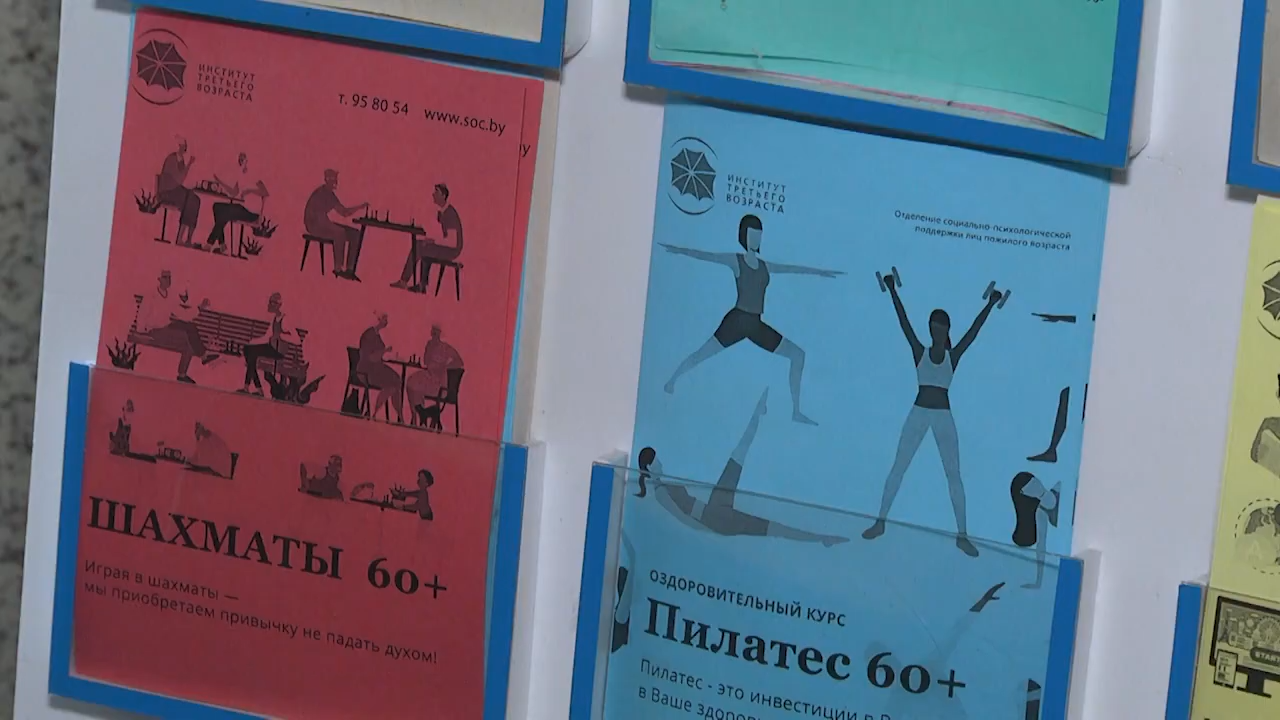 ИНСТИТУТ
ТРЕТЬЕГО
ВОЗРАСТА
т. 95 80 54 www.soc.by
ШАХМАТЫ 60+
Играя в шахматы —
мы приобретаем привычку не падать духом!
ИНСТИТУТ
ТРЕТЬЕГО
ВОЗРАСТА
Отделение социально-психологической
поддержки лиц пожилого возраста
ОЗДОРОВИТЕЛЬНЫЙ КУРС
Пилатес 60+
Пилатес - это инвестиции в
в Ваше